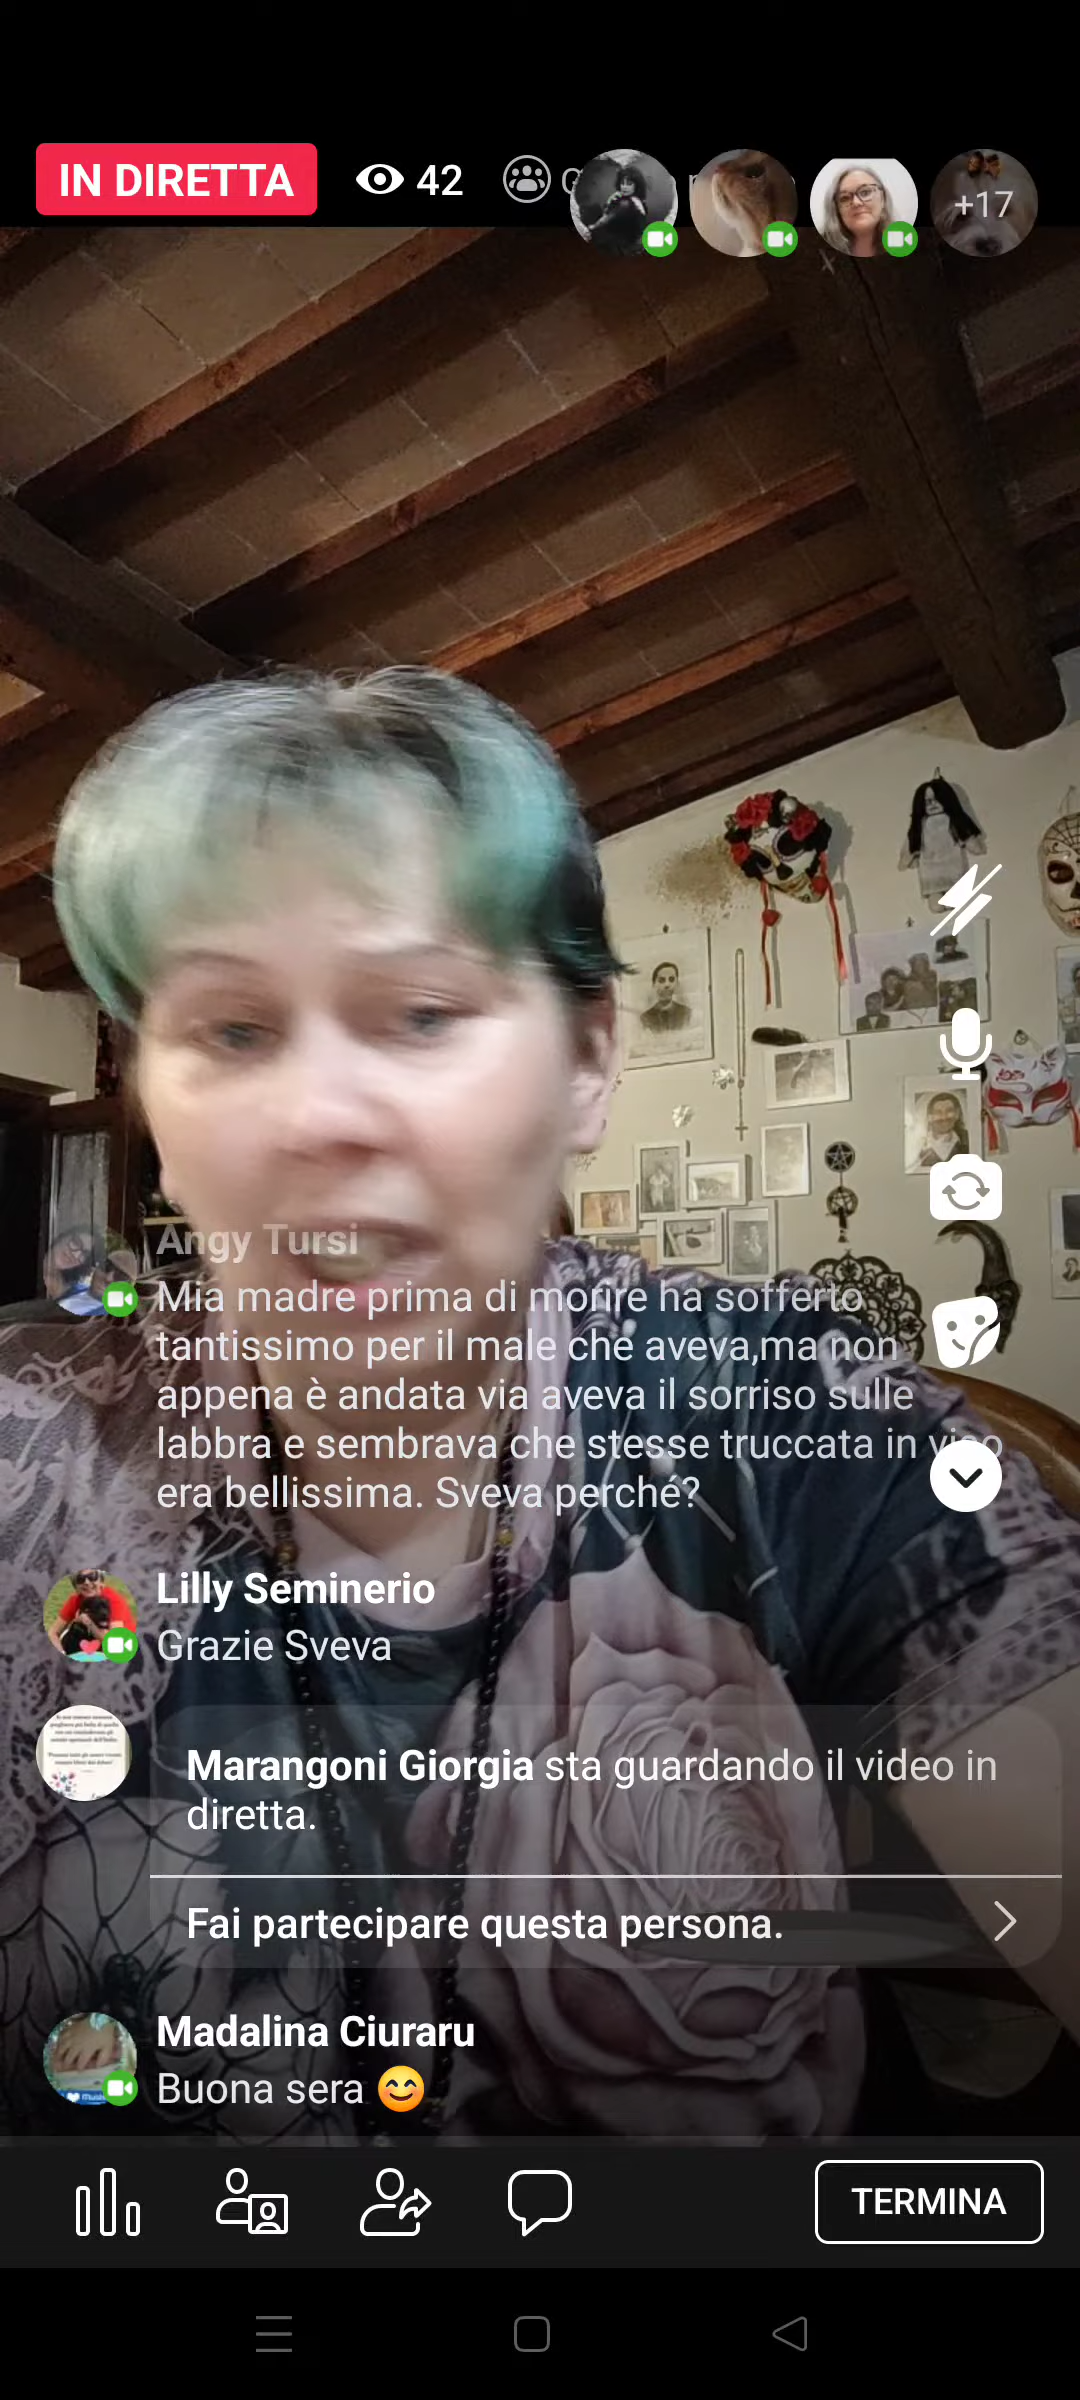 IN DIRETTA
42
+17
Angy Tursi
Mia madre prima di morire ha sofferto
tantissimo per il male che aveva,ma non
appena è andata via aveva il sorriso sulle
labbra e sembrava che stesse truccata in viso
era bellissima. Sveva perché?
Lilly Seminerio
Grazie Sveva
Marangoni Giorgia sta guardando il video in
diretta.
Fai partecipare questa persona.
Madalina Ciuraru
Buona sera 😊
TERMINA